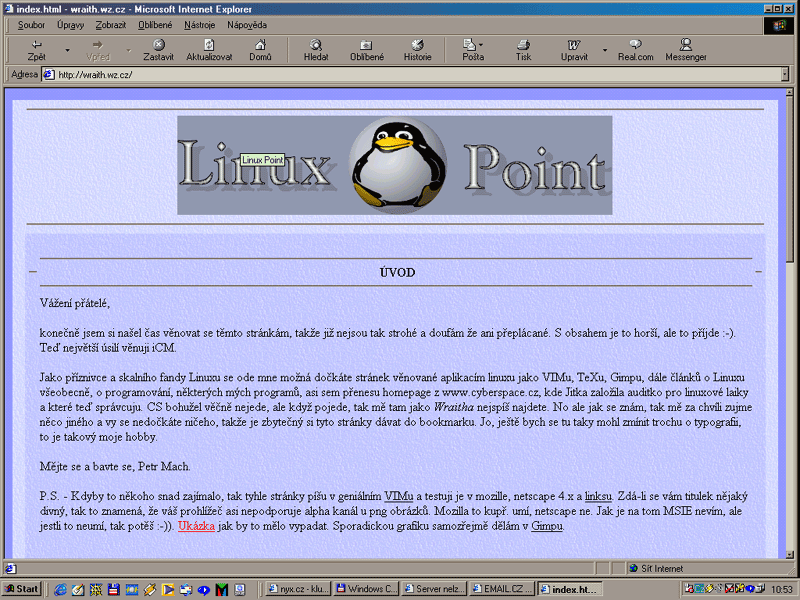 index.html - wraith.wz.cz - Microsoft Internet Explorer
Soubor Úpravy Zobrazit Oblíbené Nástroje Nápověda
Zpět Vpřed Zastavit Aktualizovat Domů Hledat Oblíbené Historie Pošta Tisk Upravit Real.com Messenger
Adresa http://wraith.wz.cz/
Linux Point
Linux Point
ÚVOD
Vážení přátelé,
konečně jsem si našel čas věnovat se těmto stránkám, takže již nejsou tak strohé a doufám že ani přeplácané. S obsahem je to horší, ale to příjde :-).
Teď největší úsilí věnuji iCM.
Jako příznivce a skalního fandy Linuxu se ode mne možná dočkáte stránek věnované aplikacím linuxu jako VIMu, TeXu, Gimpu, dále článků o Linuxu
všeobecně, o programování, některých mých programů, asi sem přenesu homepage z www.cyberspace.cz, kde Jitka založila auditko pro linuxové laiky
a které teď správcuju. CS bohužel věčně nejede, ale když pojede, tak mě tam jako Wraitha nejspíš najdete. No ale jak se znám, tak mě za chvíli zujme
něco jiného a vy se nedočkáte ničeho, takže je zbytečný si tyto stránky dávat do bookmarku. Jo, ještě bych se tu taky mohl zmínit trochu o typografii,
to je takový moje hobby.
Mějte se a bavte se, Petr Mach.
P.S. - Kdyby to někoho snad zajímalo, tak tyhle stránky píšu v geniálním VIMu a testuji je v mozille, netscape 4.x a linksu. Zdá-li se vám titulek nějaký
divný, tak to znamená, že váš prohlížeč asi nepodporuje alpha kanál u png obrázků. Mozilla to kupř. umí, netscape ne. Jak je na tom MSIE nevím, ale
jestli to neumí, tak potěš :-)). Ukázka jak by to mělo vypadat. Sporadickou grafiku samozřejmě dělám v Gimpu.
Síť Internet
Start nyx.cz - klu... Windows C... Server nelz... EMAIL.CZ ... index.ht... 10:53